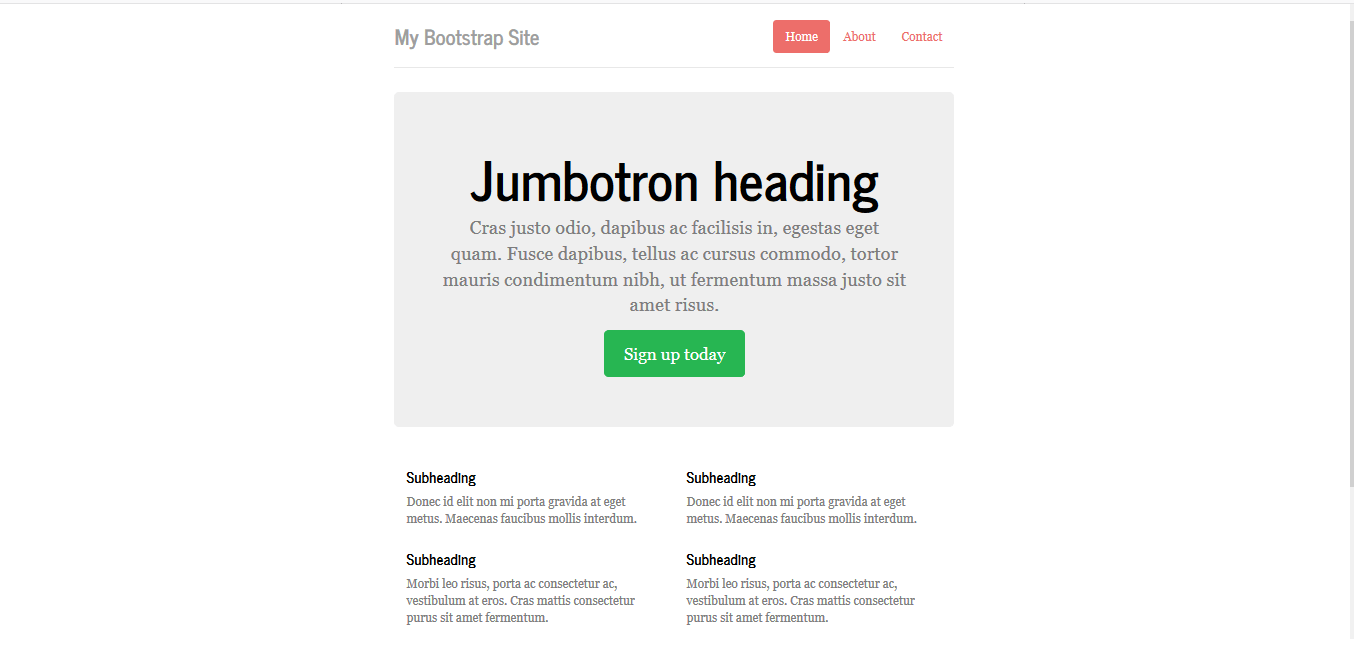 My Bootstrap Site
Home About Contact
Jumbotron heading
Cras justo odio, dapibus ac facilisis in, egestas eget
quam. Fusce dapibus, tellus ac cursus commodo, tortor
mauris condimentum nibh, ut fermentum massa justo sit
amet risus.
Sign up today
Subheading
Donec id elit non mi porta gravida at eget
metus. Maecenas faucibus mollis interdum.
Subheading
Morbi leo risus, porta ac consectetur ac,
vestibulum at eros. Cras mattis consectetur
purus sit amet fermentum.
Subheading
Donec id elit non mi porta gravida at eget
metus. Maecenas faucibus mollis interdum.
Subheading
Morbi leo risus, porta ac consectetur ac,
vestibulum at eros. Cras mattis consectetur
purus sit amet fermentum.